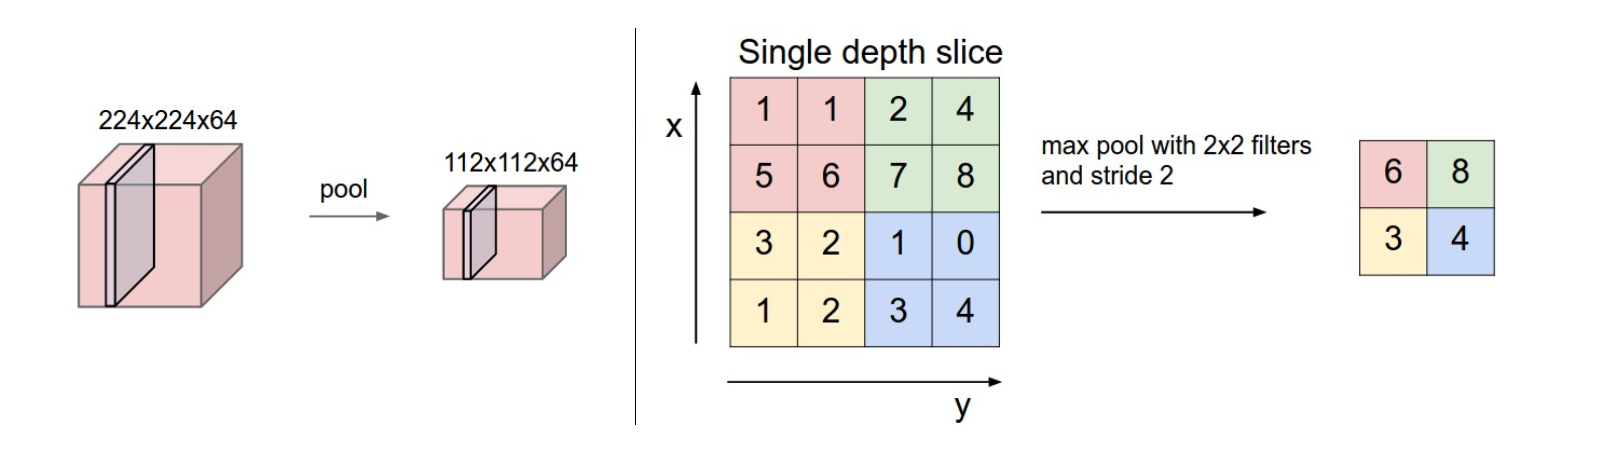 224x224x64
pool
112x112x64
Single depth slice
x
1 1 2 4
5 6 7 8
3 2 1 0
1 2 3 4
y
max pool with 2x2 filters
and stride 2
6 8
3 4